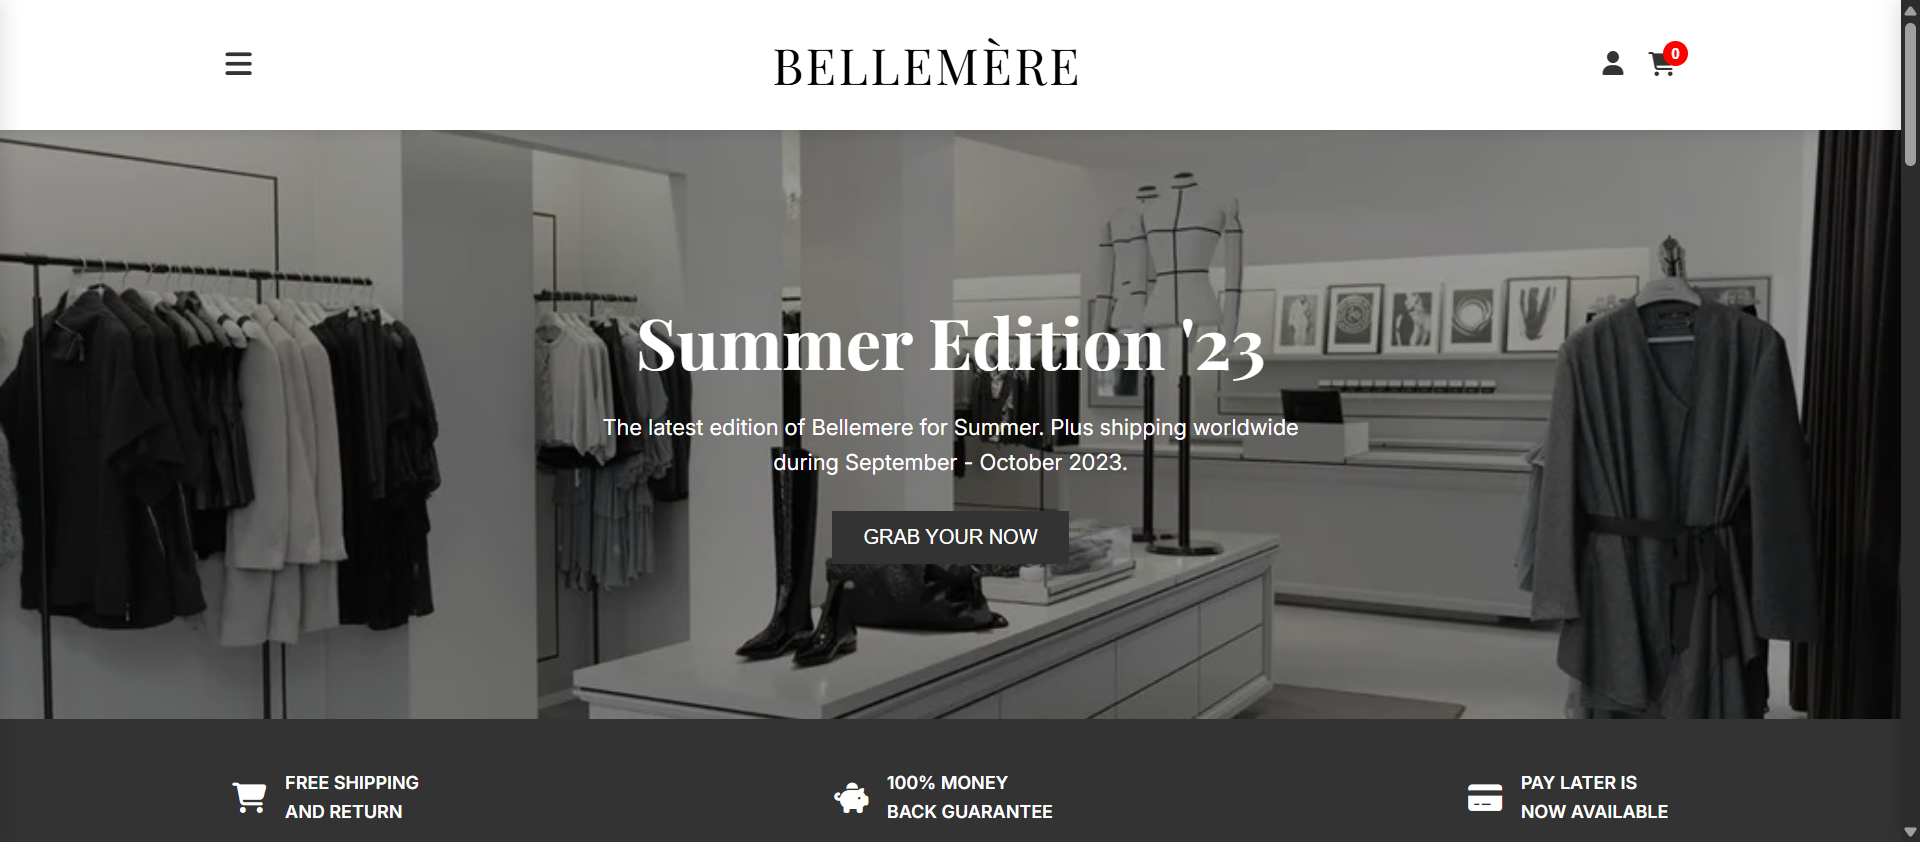 BELLEMÈRE
0
Summer Edition '23
The latest edition of Bellemere for Summer. Plus shipping worldwide
during September - October 2023.
GRAB YOUR NOW
FREE SHIPPING
AND RETURN
100% MONEY
BACK GUARANTEE
PAY LATER IS
NOW AVAILABLE